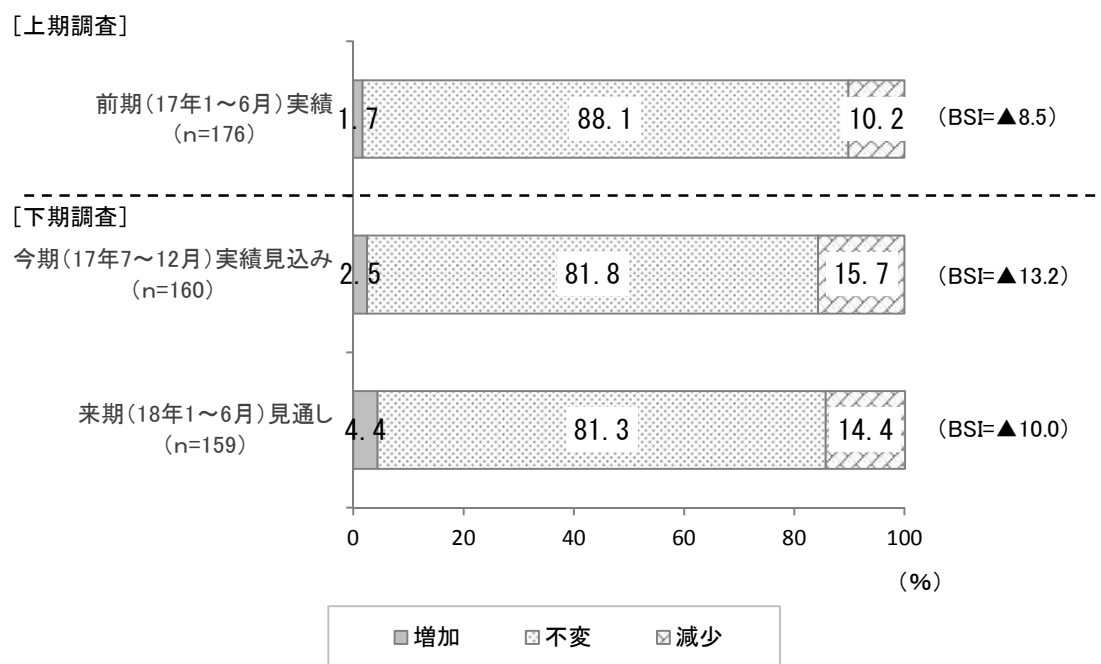 [上期調査]
前期(17年1～6月)実績
(n=176)
1.7
88.1
10.2
(BSI=▲8.5)
[下期調査]
今期(17年7～12月)実績見込み
(n=160)
2.5
81.8
15.7
(BSI=▲13.2)
来期(18年1～6月)見通し
(n=159)
4.4
81.3
14.4
(BSI=▲10.0)
0 20 40 60 80 100
(%)
増加 不変 減少